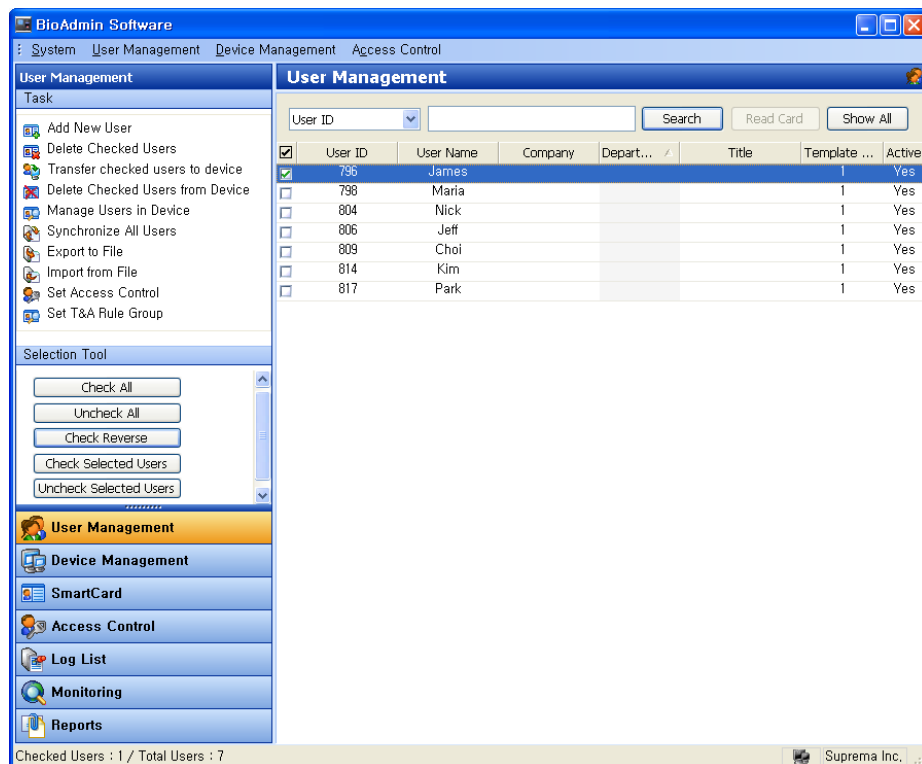 BioAdmin Software
System User Management Device Management Access Control
User Management
Task
Add New User
Delete Checked Users
Transfer checked users to device
Delete Checked Users from Device
Manage Users in Device
Synchronize All Users
Export to File
Import from File
Set Access Control
Set T&A Rule Group
Selection Tool
Check All
Uncheck All
Check Reverse
Check Selected Users
Uncheck Selected Users
User Management
Device Management
SmartCard
Access Control
Log List
Monitoring
Reports
User Management
User ID Search Read Card Show All
User ID User Name Company Depart... Title Template ... Active
796 James 1 Yes
798 Maria 1 Yes
804 Nick 1 Yes
806 Jeff 1 Yes
809 Choi 1 Yes
814 Kim 1 Yes
817 Park 1 Yes
Checked Users : 1 / Total Users : 7 Suprema Inc,